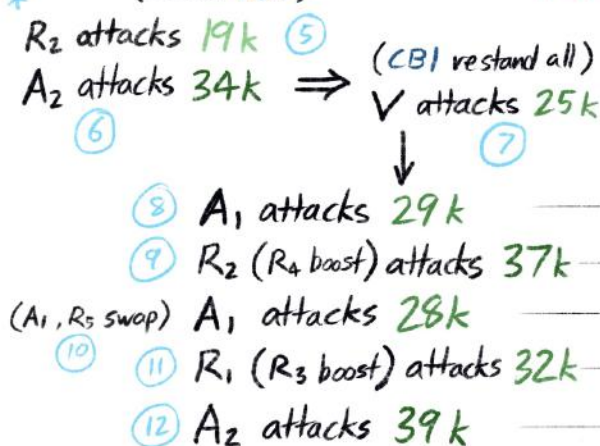 R₂ attacks 19k ⑤
A₂ attacks 34k ⇒ (CB1 restand all)
⑥ V attacks 25k
⑦
↓
⑧ A₁ attacks 29k
⑨ R₂ (R₄ boost) attacks 37k
(A₁, R₅ swap) A₁ attacks 28k
⑩
⑪ R₁ (R₃ boost) attacks 32k
⑫ A₂ attacks 39k